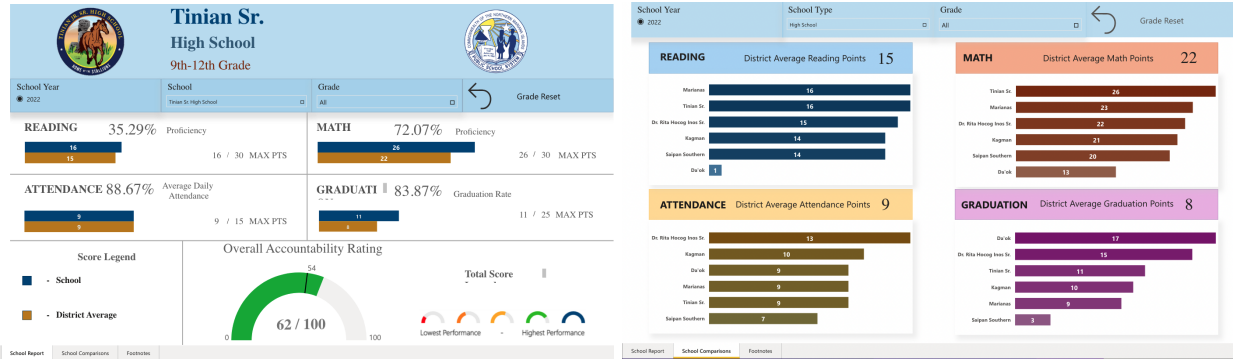 Tinian Sr.
High School
9th-12th Grade
School Year
2022
School
Tinian Sr. High School
Grade
All
Grade Reset
READING
35.29%
Proficiency
16
15
16 / 30 MAX PTS
MATH
72.07%
Proficiency
26
22
26 / 30 MAX PTS
ATTENDANCE
88.67%
Average Daily
Attendance
9
9
9 / 15 MAX PTS
GRADUATI
83.87%
Graduation Rate
11
8
11 / 25 MAX PTS
Score Legend
- School
- District Average
Overall Accountability Rating
54
62 / 100
0
100
Total Score
Lowest Performance - Highest Performance
School Report
School Comparisons
Footnotes
School Year
2022
School Type
High School
Grade
All
Grade Reset
READING District Average Reading Points 15
Marianas 16
Tinian Sr. 16
Dr. Rita Hocog Inos Sr. 15
Kagman 14
Saipan Southern 14
Da'ok 1
MATH District Average Math Points 22
Tinian Sr. 26
Marianas 23
Dr. Rita Hocog Inos Sr. 22
Kagman 21
Saipan Southern 20
Da'ok 13
ATTENDANCE District Average Attendance Points 9
Dr. Rita Hocog Inos Sr. 13
Kagman 10
Da'ok 9
Marianas 9
Tinian Sr. 9
Saipan Southern 7
GRADUATION District Average Graduation Points 8
Da'ok 17
Dr. Rita Hocog Inos Sr. 15
Tinian Sr. 11
Kagman 10
Marianas 9
Saipan Southern 3
School Report
School Comparisons
Footnotes